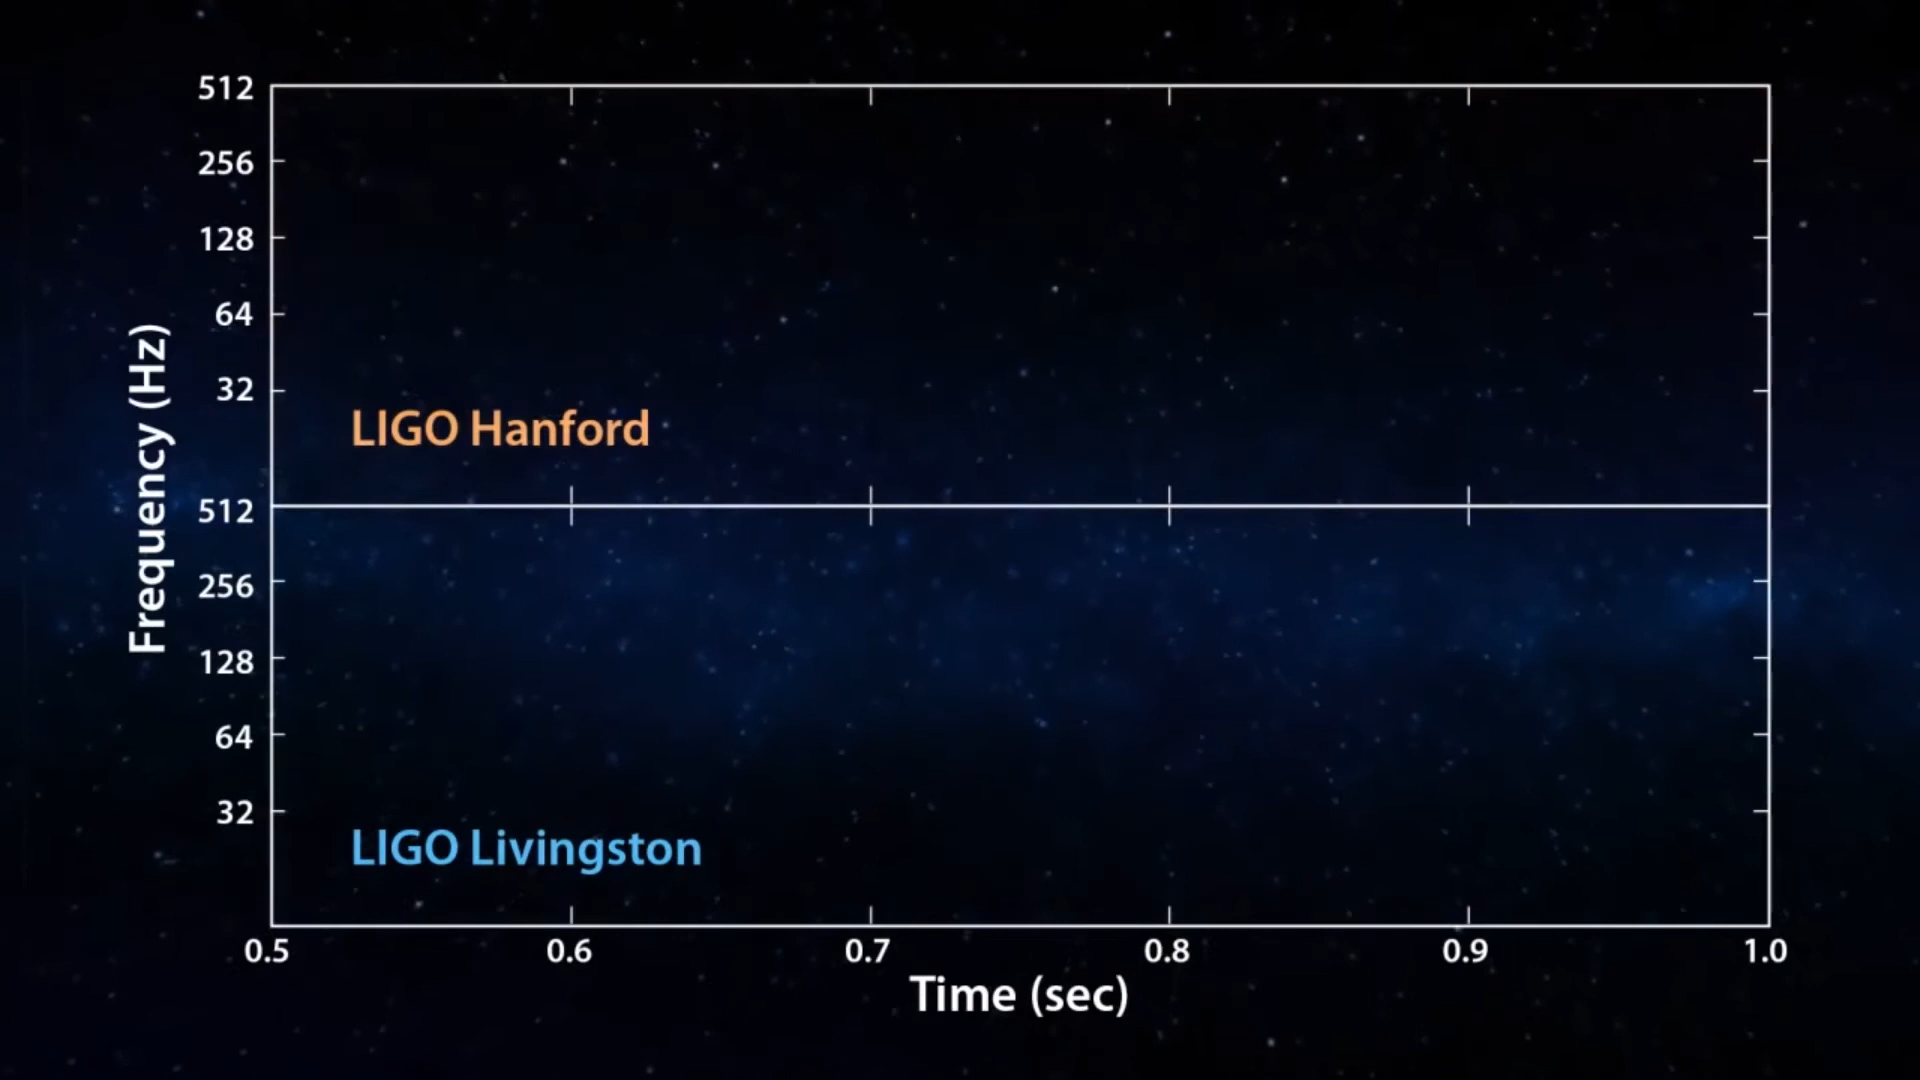 512
256
128
64
32
LIGO Hanford
Frequency (Hz)
512
256
128
64
32
LIGO Livingston
0.5 0.6 0.7 0.8 0.9 1.0
Time (sec)